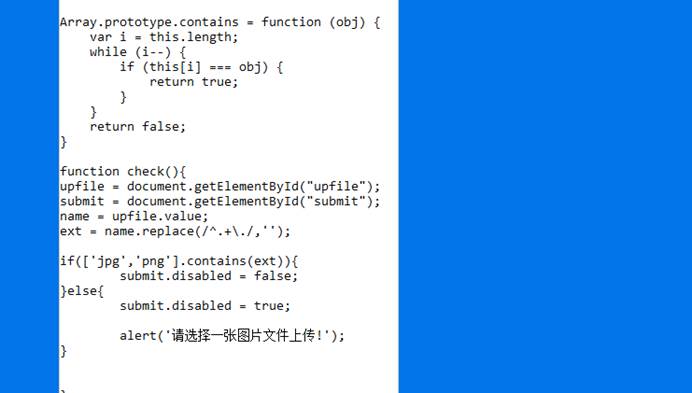 Array.prototype.contains = function (obj) {
    var i = this.length;
    while (i--) {
        if (this[i] === obj) {
            return true;
        }
    }
    return false;
}
function check(){
upfile = document.getElementById("upfile");
submit = document.getElementById("submit");
name = upfile.value;
ext = name.replace(/^.+\./,'');
if(['jpg','png'].contains(ext)){
        submit.disabled = false;
}else{
        submit.disabled = true;
        alert('请选择一张图片文件上传!');
}
}